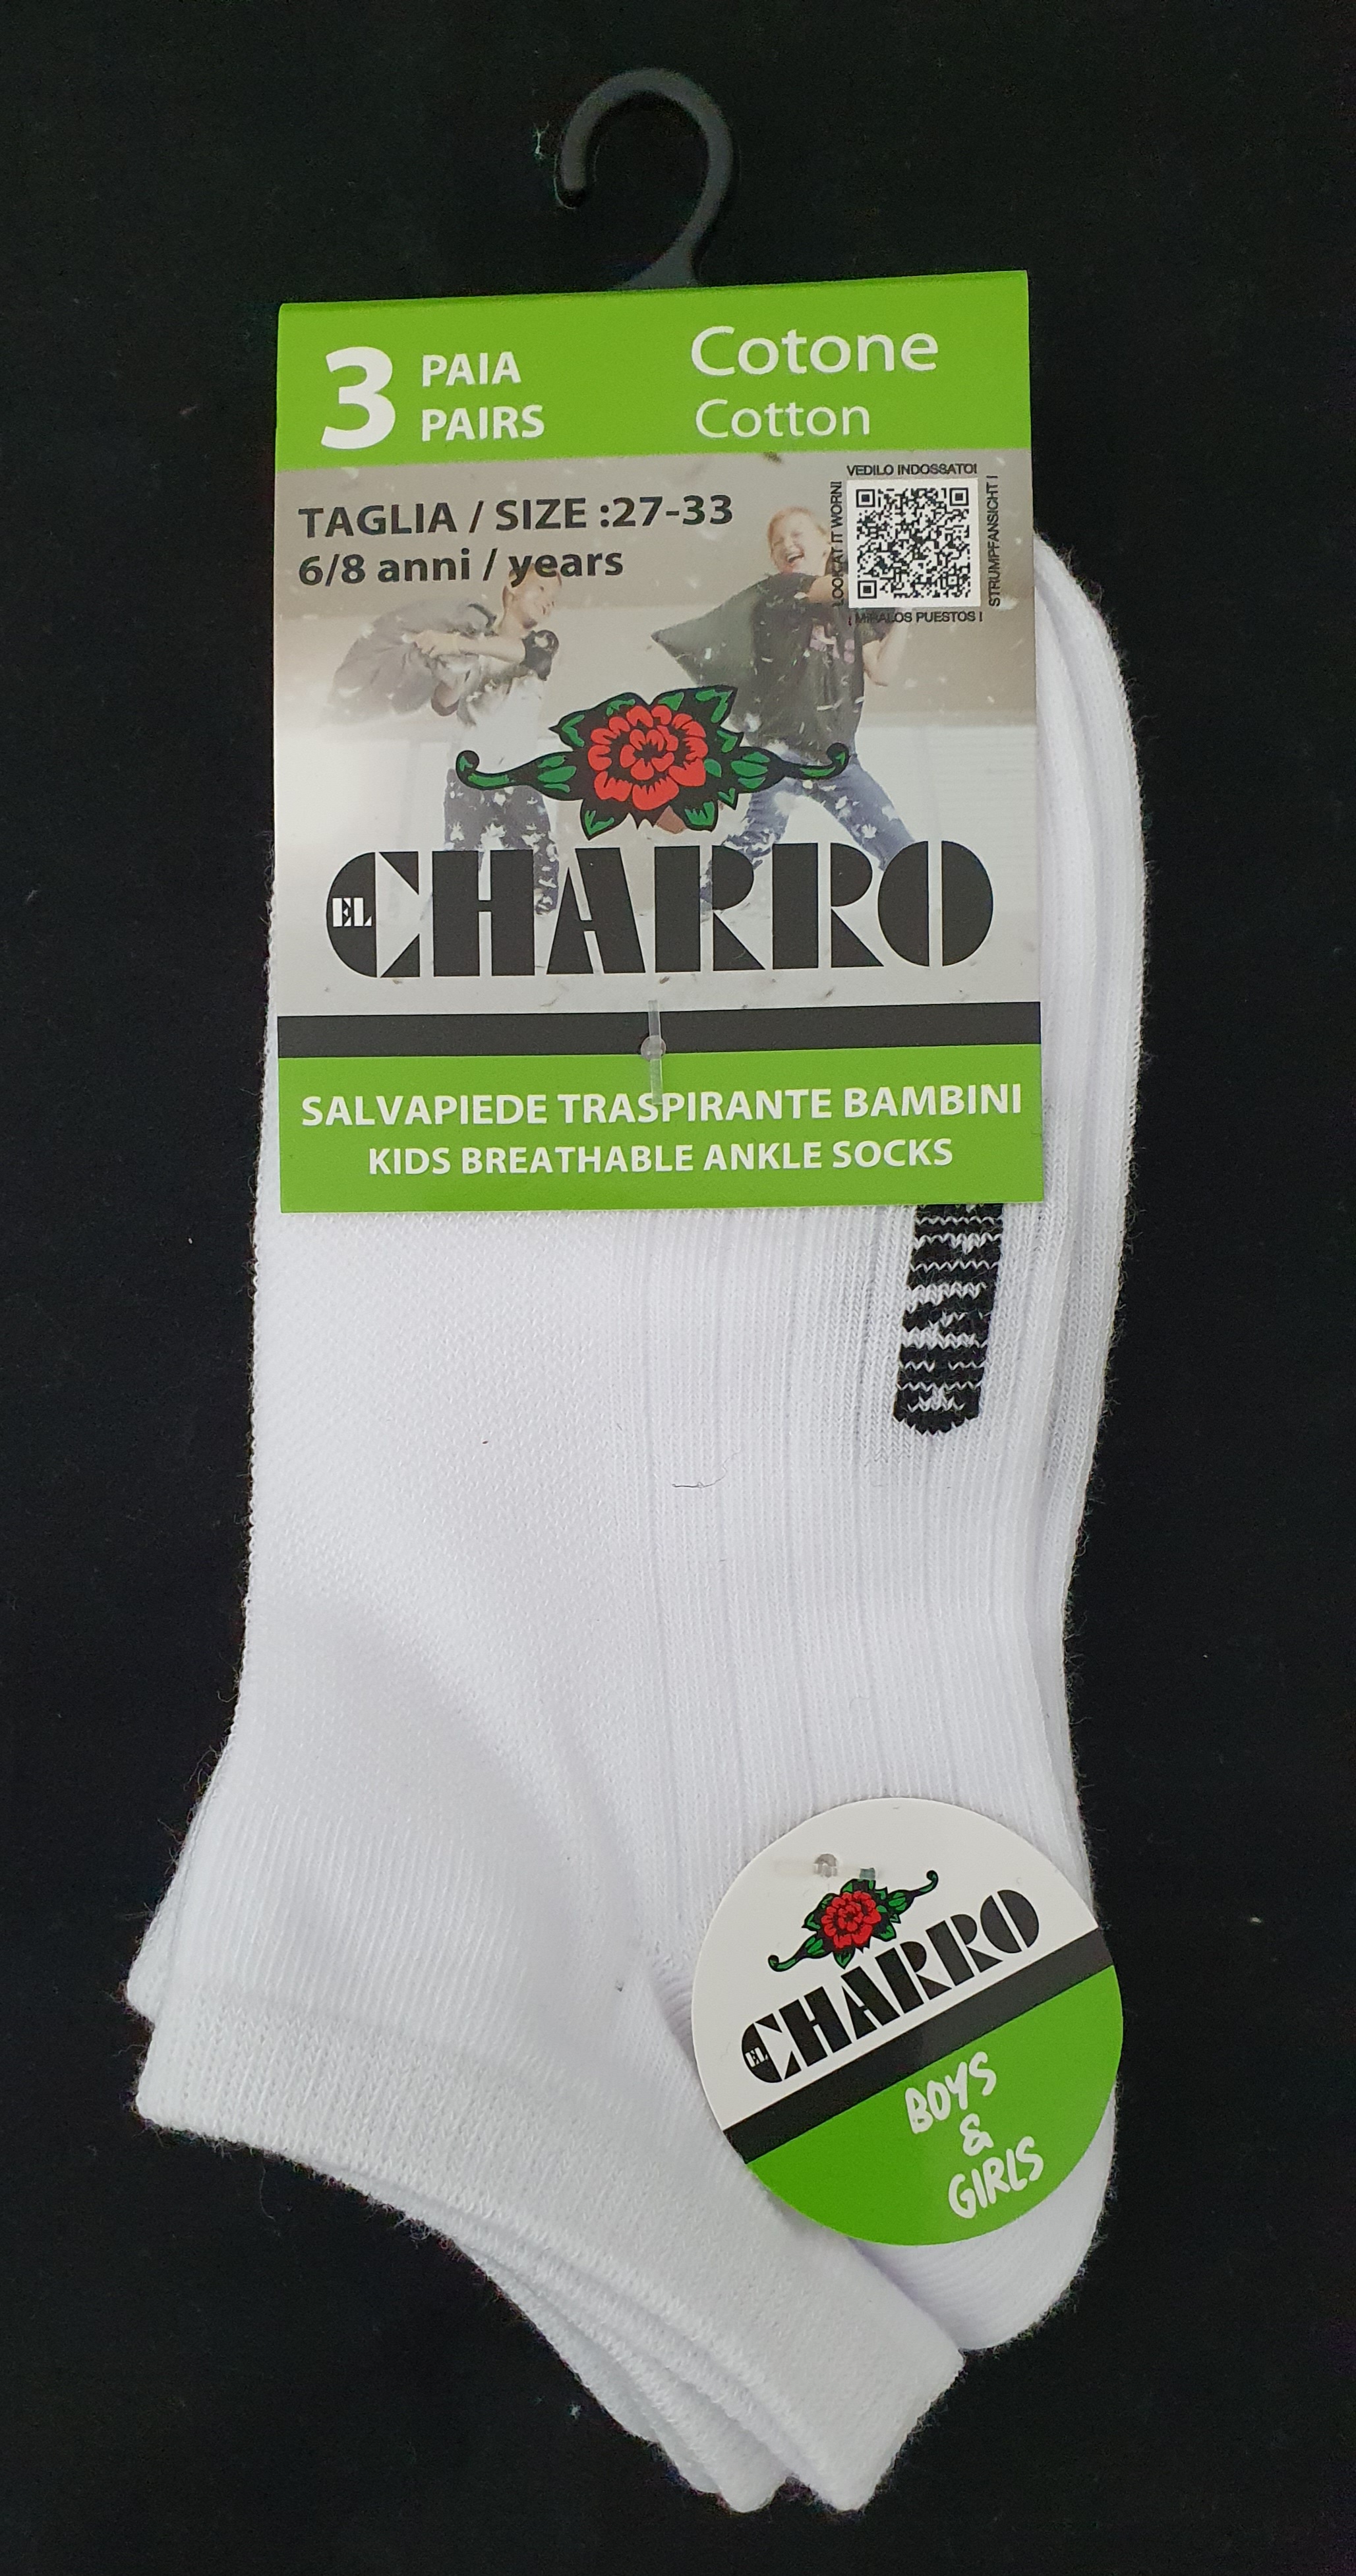 3 PAIA
PAIRS
Cotone
Cotton
TAGLIA / SIZE :27-33
6/8 anni / years
VEDILO INDOSSATO!
LOOK AT IT WORN!
STRUMPFANSICHT !
¡ MÍRALOS PUESTOS !
EL CHARRO
SALVAPIEDE TRASPIRANTE BAMBINI
KIDS BREATHABLE ANKLE SOCKS
EL CHARRO
BOYS
&
GIRLS